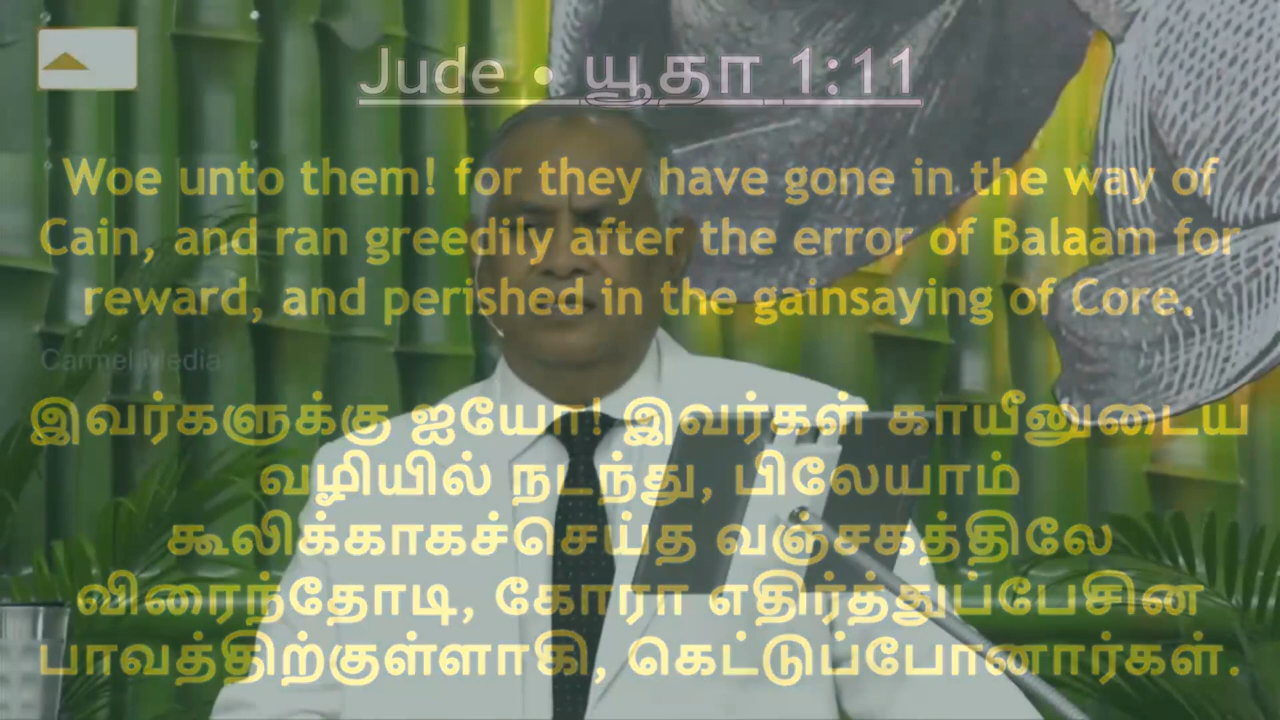 Jude • யூதா 1:11
Woe unto them! for they have gone in the way of
Cain, and ran greedily after the error of Balaam for
reward, and perished in the gainsaying of Core.
Carmel Media
இவர்களுக்கு ஐயோ! இவர்கள் காயீனுடைய
வழியில் நடந்து, பிலேயாம்
கூலிக்காகச்செய்த வஞ்சகத்திலே
விரைந்தோடி, கோரா எதிர்த்துப்பேசின
பாவத்திற்குள்ளாகி, கெட்டுப்போனார்கள்.